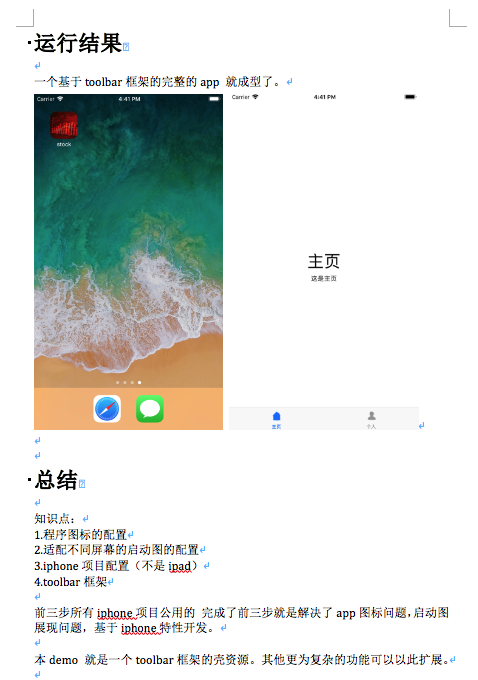 运行结果
一个基于 toolbar 框架的完整的 app 就成型了。
Carrier 4:41 PM
stock
Carrier 4:41 PM
主页
这是主页
主页 个人
总结
知识点：
1.程序图标的配置
2.适配不同屏幕的启动图的配置
3.iphone 项目配置（不是 ipad）
4.toolbar 框架
前三步所有 iphone 项目公用的 完成了前三步就是解决了 app 图标问题，启动图
展现问题，基于 iphone 特性开发。
本 demo 就是一个 toolbar 框架的壳资源。其他更为复杂的功能可以以此扩展。